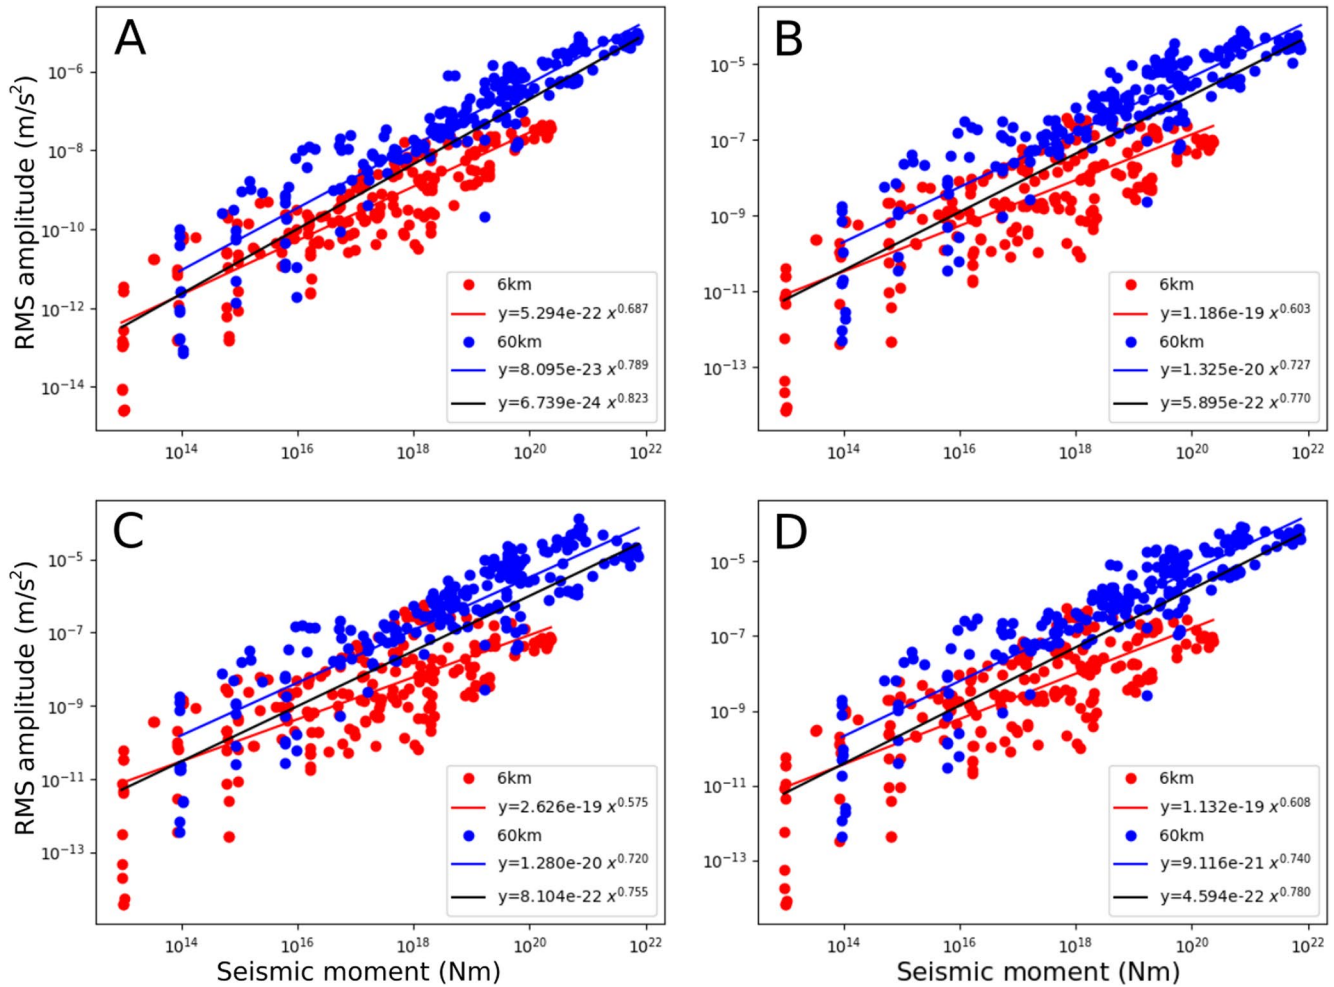 A
RMS amplitude (m/s²)
10⁻⁶
10⁻⁸
10⁻¹⁰
10⁻¹²
10⁻¹⁴
6km
y=5.294e-22 x^0.687
60km
y=8.095e-23 x^0.789
y=6.739e-24 x^0.823
10¹⁴ 10¹⁶ 10¹⁸ 10²⁰ 10²²
B
10⁻⁵
10⁻⁷
10⁻⁹
10⁻¹¹
10⁻¹³
6km
y=1.186e-19 x^0.603
60km
y=1.325e-20 x^0.727
y=5.895e-22 x^0.770
10¹⁴ 10¹⁶ 10¹⁸ 10²⁰ 10²²
C
RMS amplitude (m/s²)
10⁻⁵
10⁻⁷
10⁻⁹
10⁻¹¹
10⁻¹³
6km
y=2.626e-19 x^0.575
60km
y=1.280e-20 x^0.720
y=8.104e-22 x^0.755
10¹⁴ 10¹⁶ 10¹⁸ 10²⁰ 10²²
Seismic moment (Nm)
D
10⁻⁵
10⁻⁷
10⁻⁹
10⁻¹¹
10⁻¹³
6km
y=1.132e-19 x^0.608
60km
y=9.116e-21 x^0.740
y=4.594e-22 x^0.780
10¹⁴ 10¹⁶ 10¹⁸ 10²⁰ 10²²
Seismic moment (Nm)